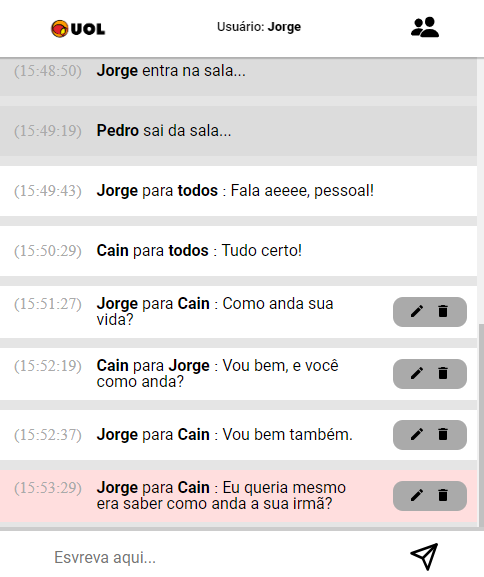 UOL
Usuário: Jorge
(15:48:50) Jorge entra na sala...
(15:49:19) Pedro sai da sala...
(15:49:43) Jorge para todos : Fala aeeee, pessoal!
(15:50:29) Cain para todos : Tudo certo!
(15:51:27) Jorge para Cain : Como anda sua
vida?
(15:52:19) Cain para Jorge : Vou bem, e você
como anda?
(15:52:37) Jorge para Cain : Vou bem também.
(15:53:29) Jorge para Cain : Eu queria mesmo
era saber como anda a sua irmã?
Esvreva aqui...